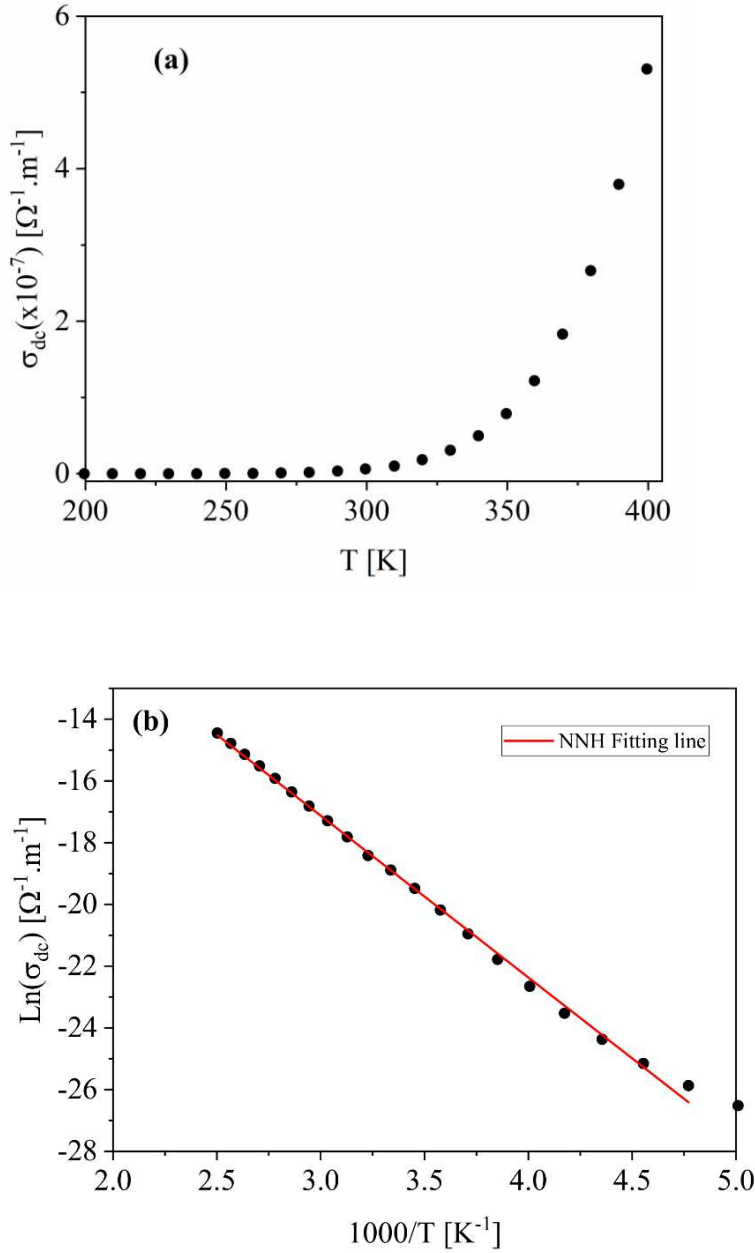 (a)
σdc(x10⁻⁷) [Ω⁻¹.m⁻¹]
6
4
2
0
200 250 300 350 400
T [K]
(b)
NNH Fitting line
Ln(σdc) [Ω⁻¹.m⁻¹]
-14
-16
-18
-20
-22
-24
-26
-28
2.0 2.5 3.0 3.5 4.0 4.5 5.0
1000/T [K⁻¹]